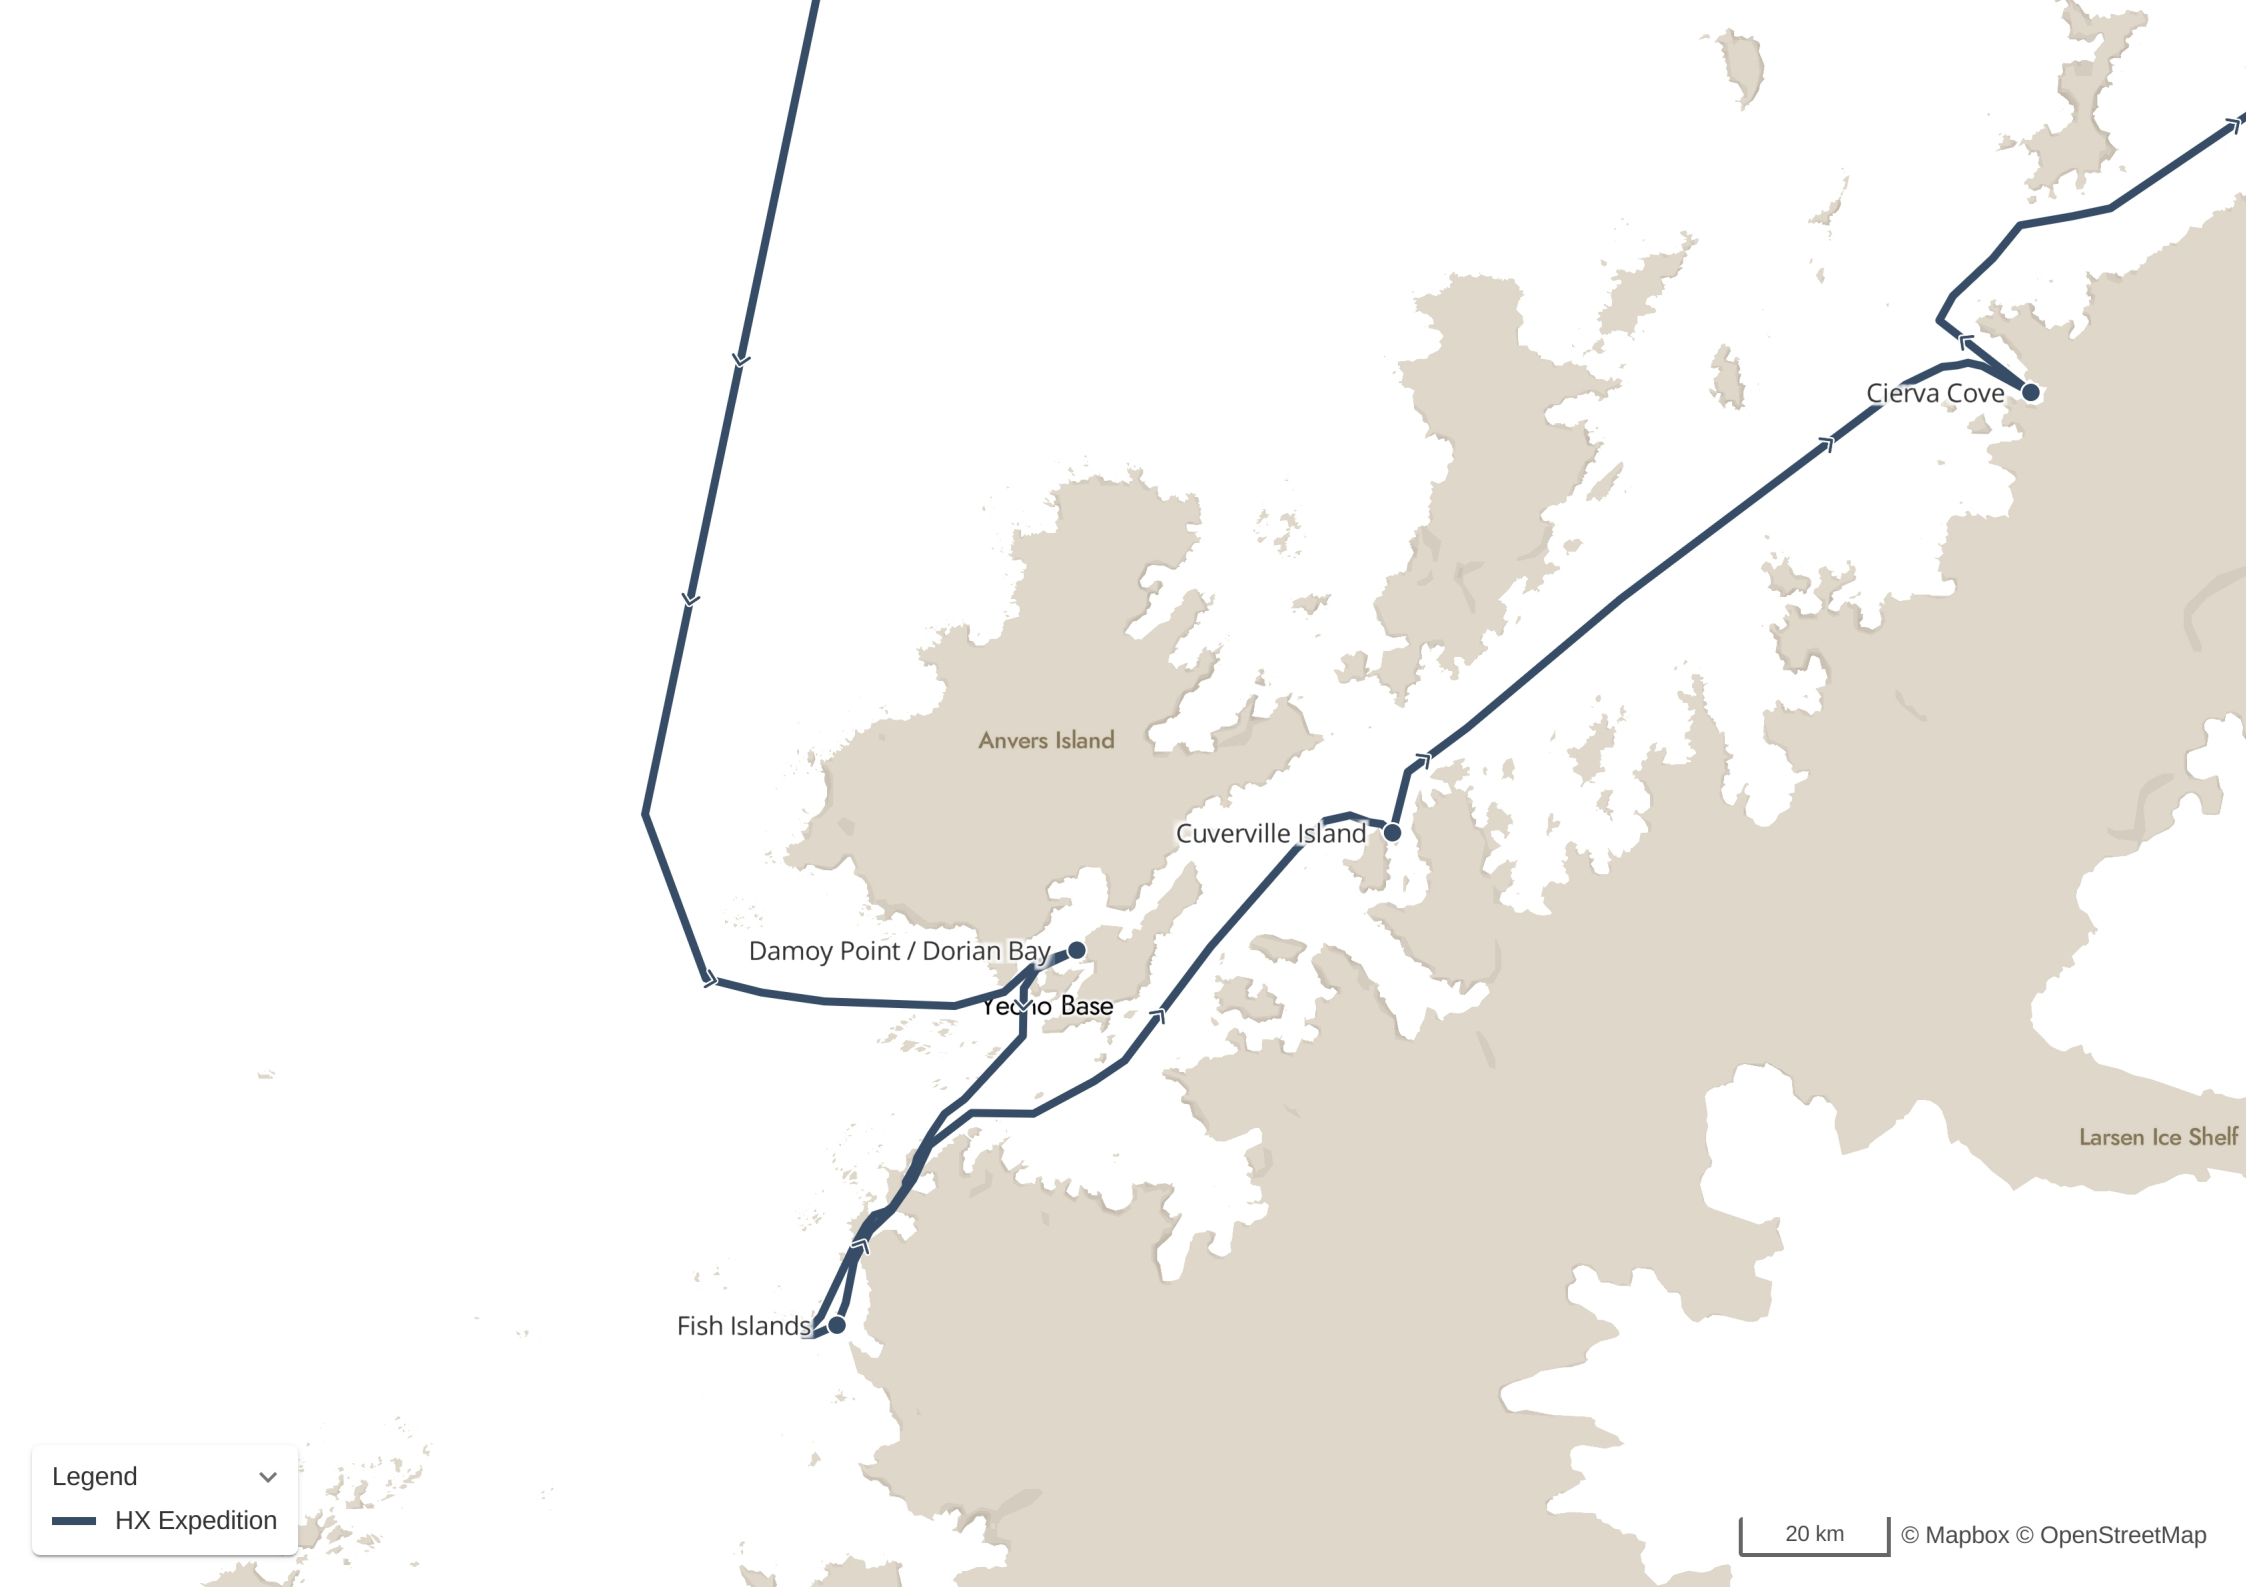 Cierva Cove
Anvers Island
Cuverville Island
Damoy Point / Dorian Bay
Base
Larsen Ice Shelf
Fish Islands
Legend
HX Expedition
20 km
© Mapbox © OpenStreetMap